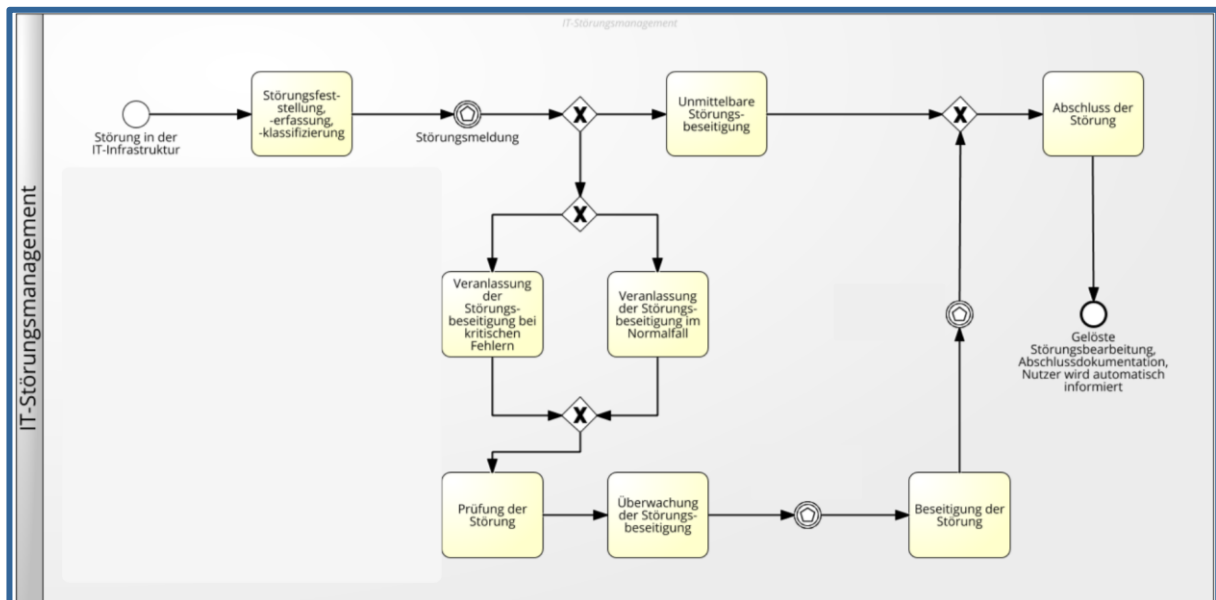 IT-Störungsmanagement
IT-Störungsmanagement
Störung in der
IT-Infrastruktur
Störungsfest-
stellung,
-erfassung,
-klassifizierung
Störungsmeldung
X
Unmittelbare
Störungs-
beseitigung
X
Abschluss der
Störung
X
Veranlassung
der
Störungs-
beseitigung bei
kritischen
Fehlern
Veranlassung
der Störungs-
beseitigung im
Normalfall
Gelöste
Störungsbearbeitung,
Abschlussdokumentation,
Nutzer wird automatisch
informiert
X
Prüfung der
Störung
Überwachung
der Störungs-
beseitigung
Beseitigung der
Störung